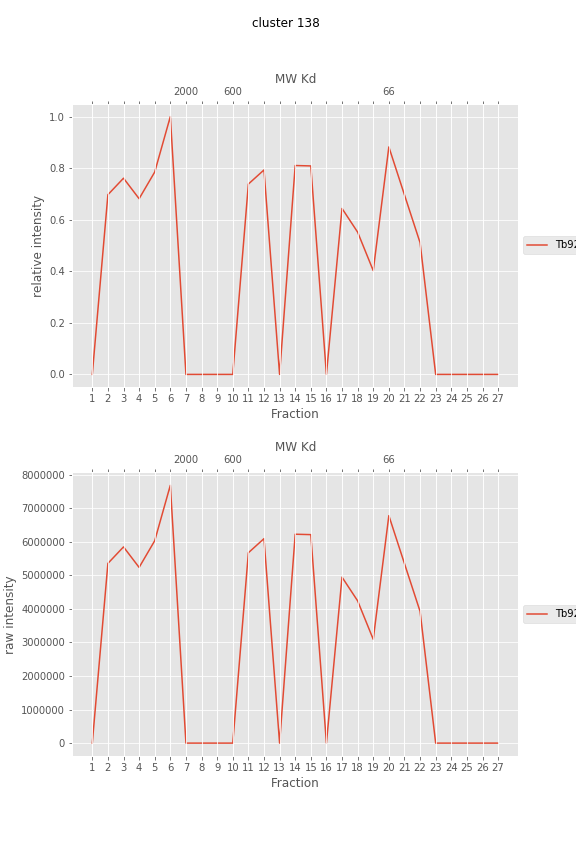 cluster 138
MW Kd
2000 600 66
1.0
0.8
0.6
0.4
0.2
0.0
relative intensity
1 2 3 4 5 6 7 8 9 10 11 12 13 14 15 16 17 18 19 20 21 22 23 24 25 26 27
Fraction
Tb92
MW Kd
2000 600 66
8000000
7000000
6000000
5000000
4000000
3000000
2000000
1000000
0
raw intensity
1 2 3 4 5 6 7 8 9 10 11 12 13 14 15 16 17 18 19 20 21 22 23 24 25 26 27
Fraction
Tb92